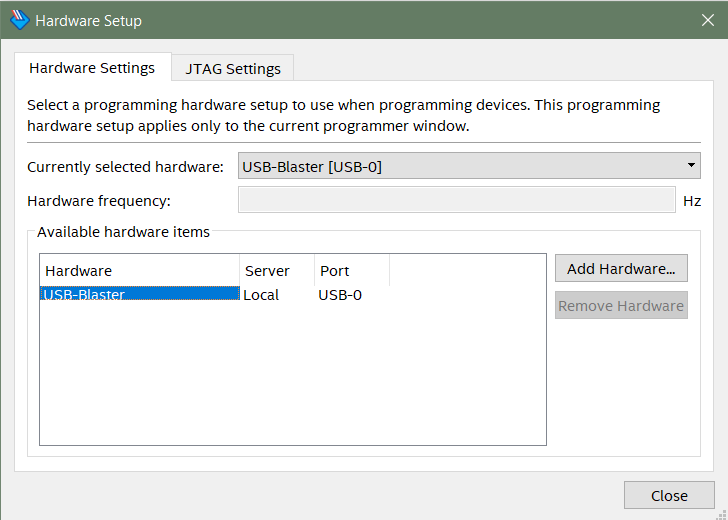 Hardware Setup
Hardware Settings
JTAG Settings
Select a programming hardware setup to use when programming devices. This programming
hardware setup applies only to the current programmer window.
Currently selected hardware:
USB-Blaster [USB-0]
Hardware frequency:
Hz
Available hardware items
Hardware Server Port
USB-Blaster Local USB-0
Add Hardware...
Remove Hardware
Close